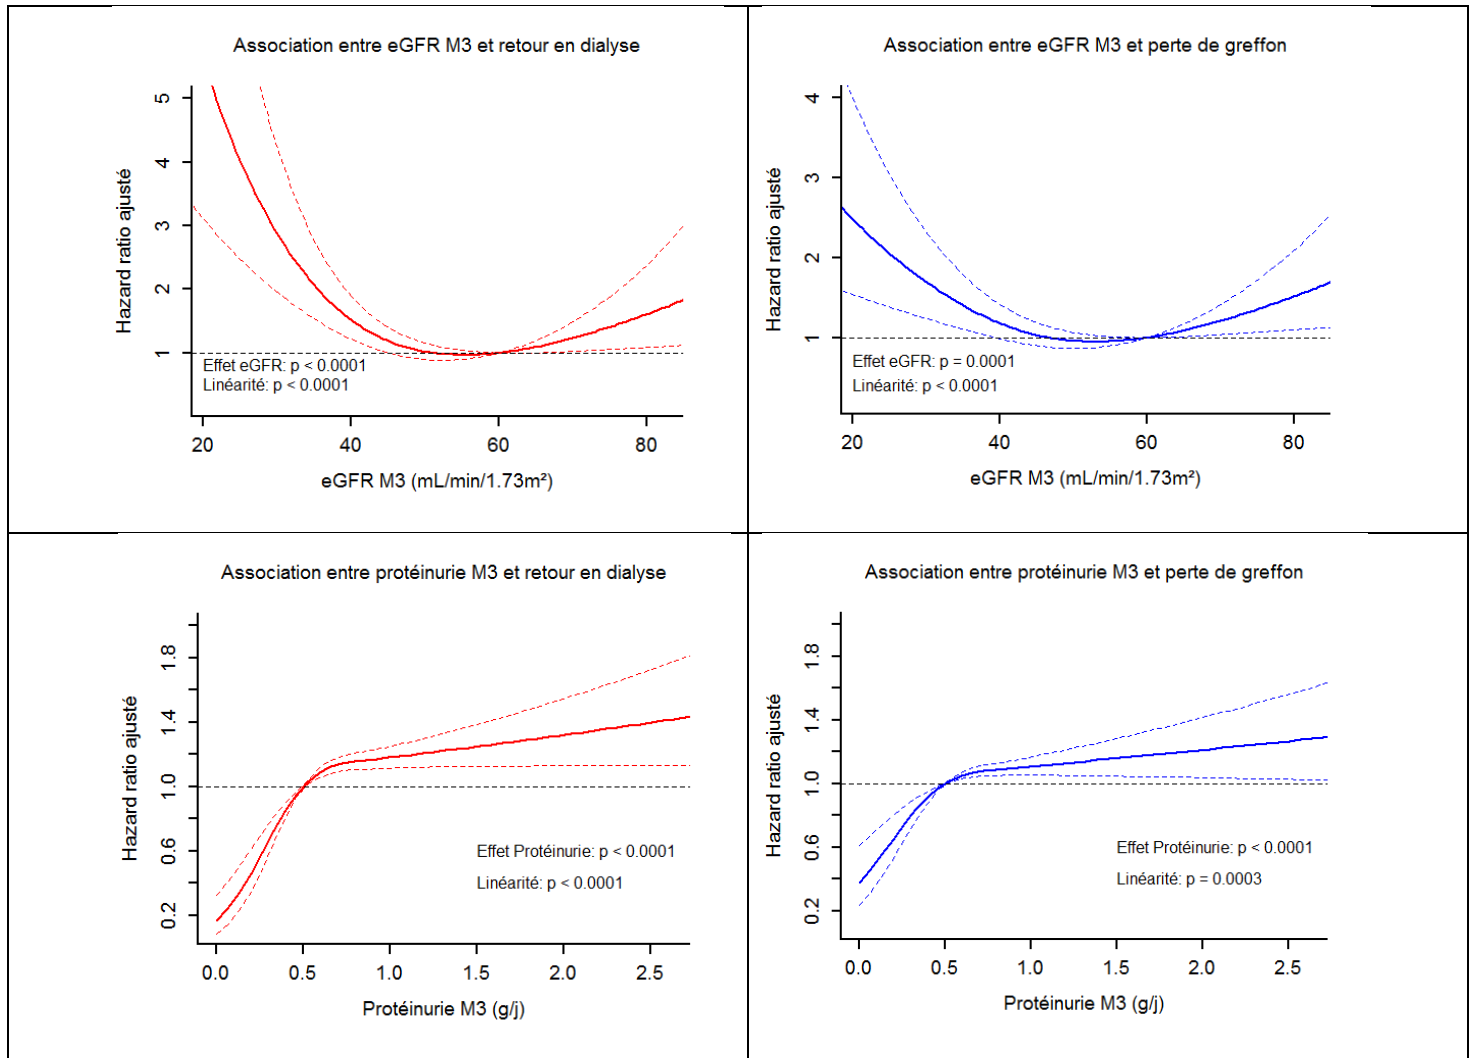 Association entre eGFR M3 et retour en dialyse
Hazard ratio ajusté
5
4
3
2
1
Effet eGFR: p < 0.0001
Linéarité: p < 0.0001
20 40 60 80
eGFR M3 (mL/min/1.73m²)
Association entre eGFR M3 et perte de greffon
Hazard ratio ajusté
4
3
2
1
Effet eGFR: p = 0.0001
Linéarité: p < 0.0001
20 40 60 80
eGFR M3 (mL/min/1.73m²)
Association entre protéinurie M3 et retour en dialyse
Hazard ratio ajusté
1.8
1.4
1.0
0.6
0.2
Effet Protéinurie: p < 0.0001
Linéarité: p < 0.0001
0.0 0.5 1.0 1.5 2.0 2.5
Protéinurie M3 (g/j)
Association entre protéinurie M3 et perte de greffon
Hazard ratio ajusté
1.8
1.4
1.0
0.6
0.2
Effet Protéinurie: p < 0.0001
Linéarité: p = 0.0003
0.0 0.5 1.0 1.5 2.0 2.5
Protéinurie M3 (g/j)